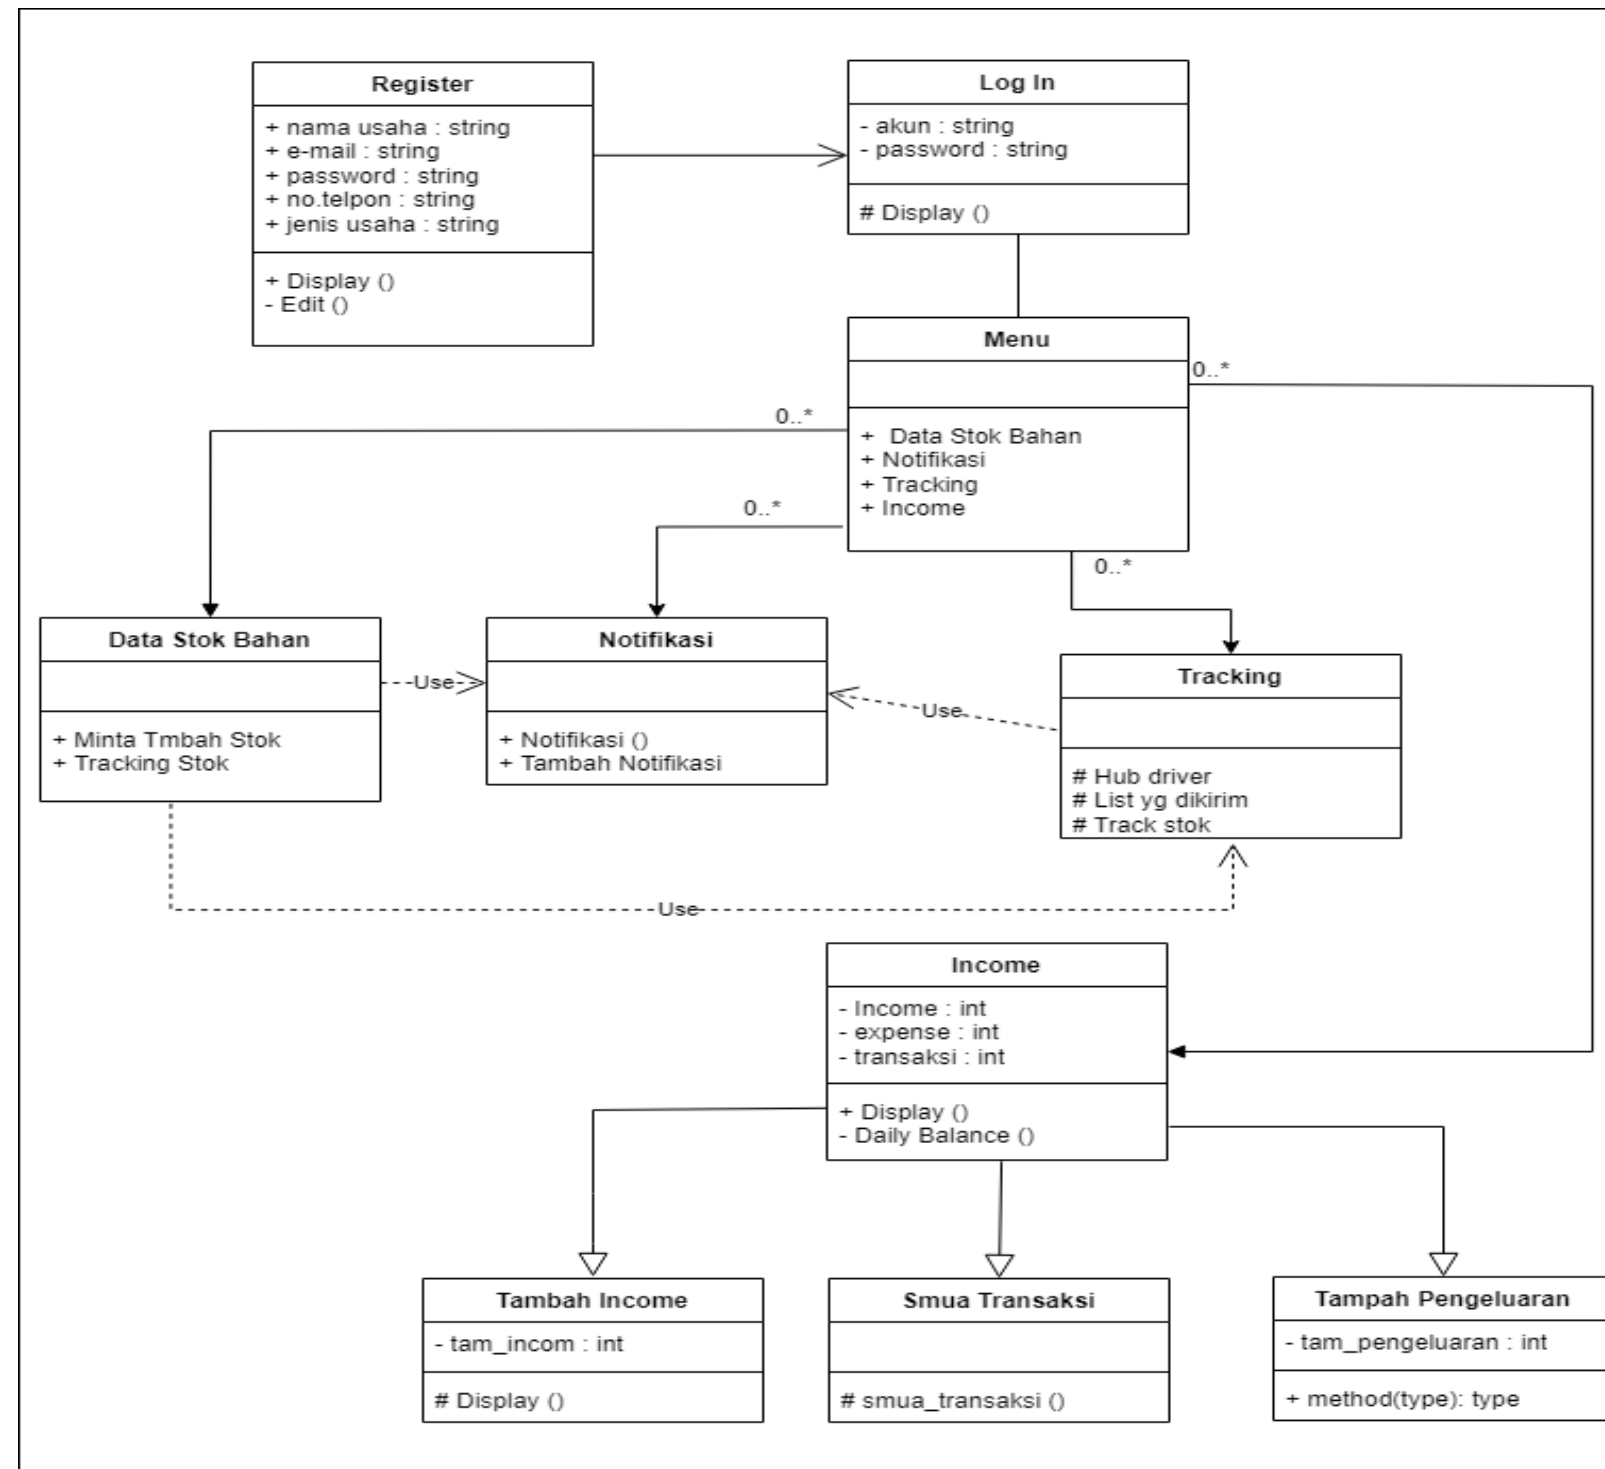 Register
+ nama usaha : string
+ e-mail : string
+ password : string
+ no.telpon : string
+ jenis usaha : string
+ Display ()
- Edit ()
Log In
- akun : string
- password : string
# Display ()
Menu
+ Data Stok Bahan
+ Notifikasi
+ Tracking
+ Income
0..*
0..*
0..*
0..*
Data Stok Bahan
+ Minta Tmbah Stok
+ Tracking Stok
Use
Notifikasi
+ Notifikasi ()
+ Tambah Notifikasi
Use
Tracking
# Hub driver
# List yg dikirim
# Track stok
Use
Income
- Income : int
- expense : int
- transaksi : int
+ Display ()
- Daily Balance ()
Tambah Income
- tam_incom : int
# Display ()
Smua Transaksi
# smua_transaksi ()
Tampah Pengeluaran
- tam_pengeluaran : int
+ method(type): type